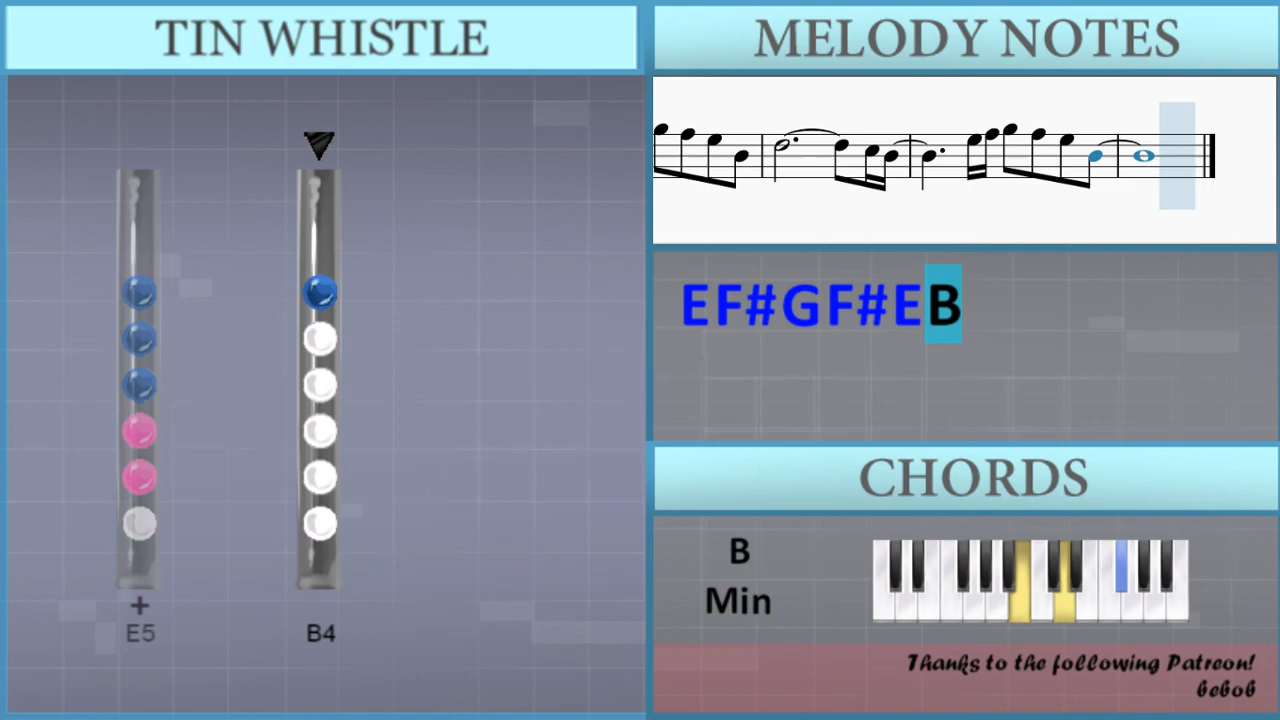 TIN WHISTLE
+
E5
B4
MELODY NOTES
EF#GF#EB
CHORDS
B
Min
Thanks to the following Patreon!
bebob